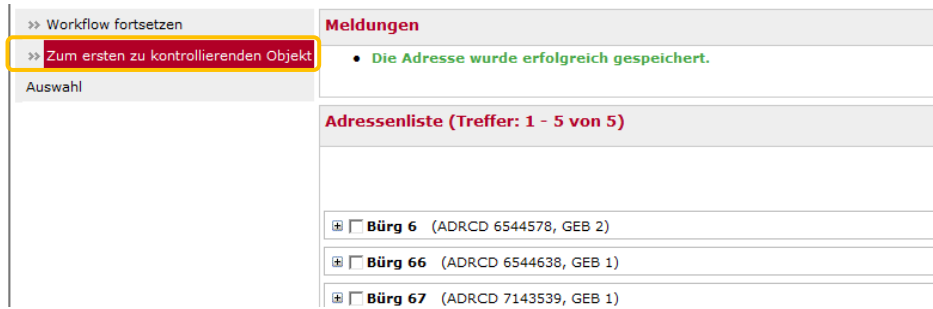 >> Workflow fortsetzen
>> Zum ersten zu kontrollierenden Objekt
Auswahl
Meldungen
• Die Adresse wurde erfolgreich gespeichert.
Adressenliste (Treffer: 1 - 5 von 5)
Bürg 6 (ADRCD 6544578, GEB 2)
Bürg 66 (ADRCD 6544638, GEB 1)
Bürg 67 (ADRCD 7143539, GEB 1)